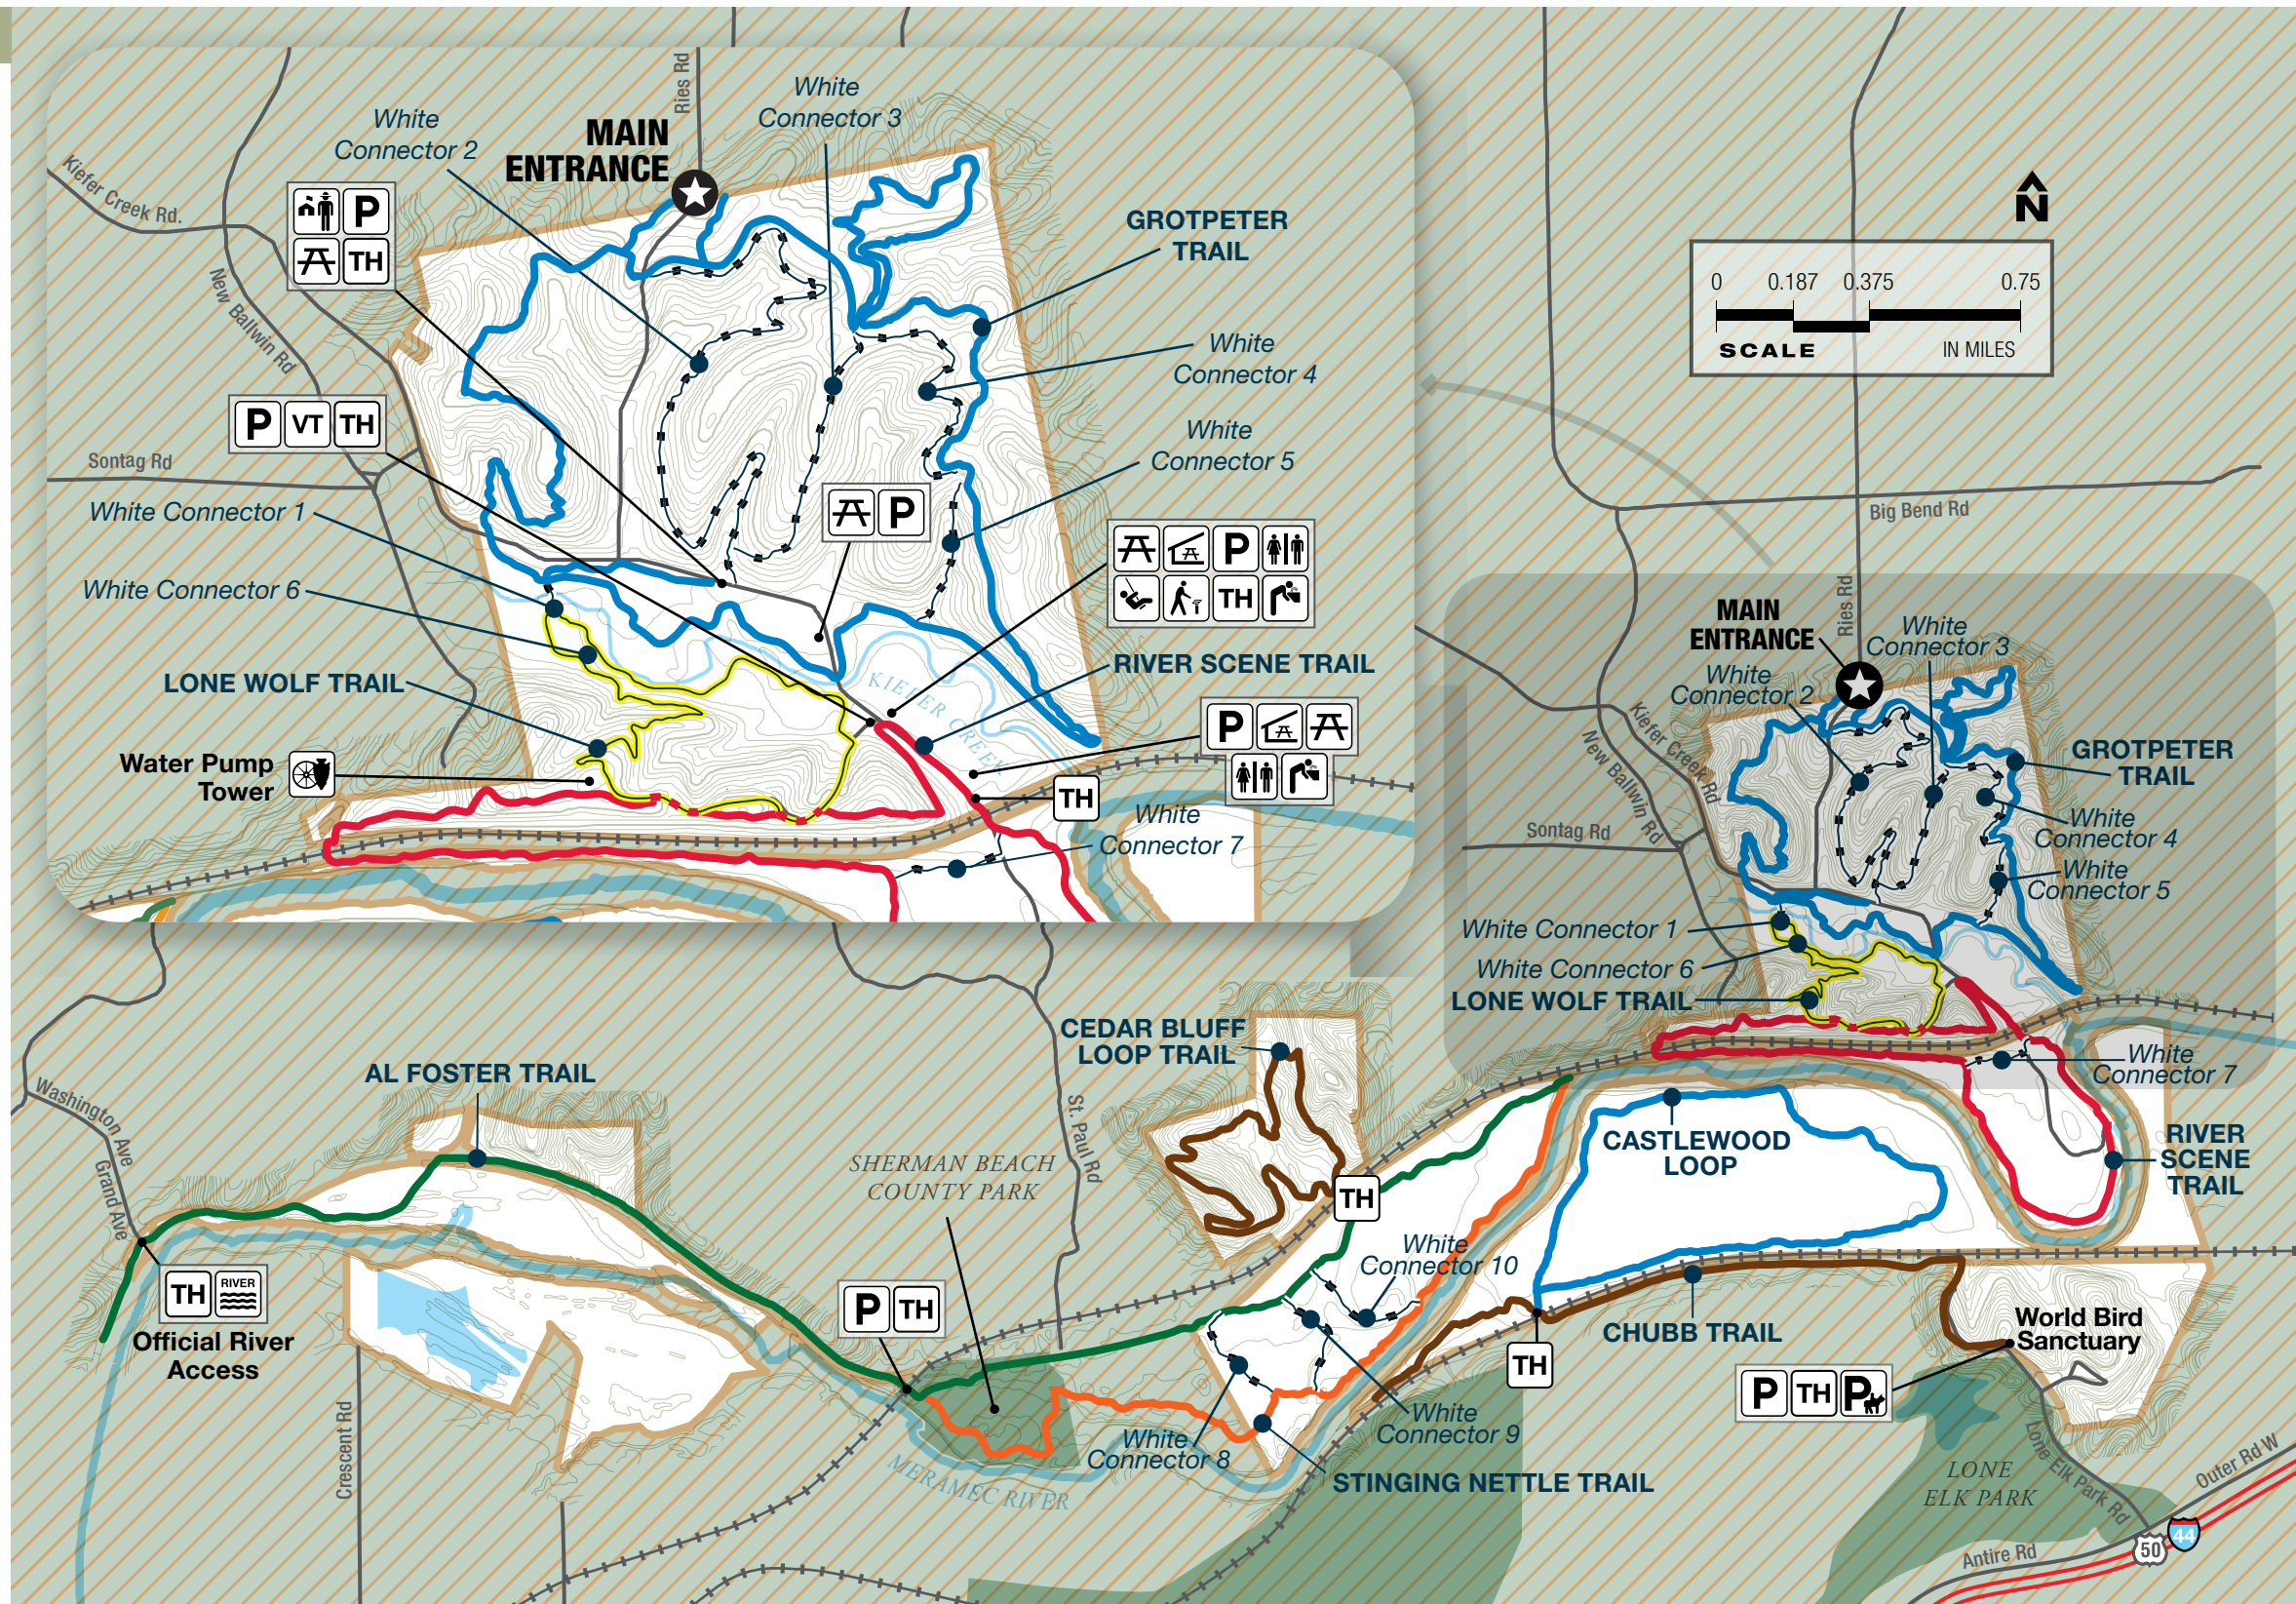 Ries Rd
White
Connector 3
White
Connector 2
MAIN
ENTRANCE
Kiefer Creek Rd.
P
TH
New Ballwin Rd
GROTPETER
TRAIL
White
Connector 4
P
VT
TH
White
Connector 5
Sontag Rd
White Connector 1
P
P
TH
White Connector 6
LONE WOLF TRAIL
KIEFER CREEK
RIVER SCENE TRAIL
P
Water Pump
Tower
TH
White
Connector 7
N
0
0.187
0.375
0.75
SCALE
IN MILES
Big Bend Rd
Ries Rd
MAIN
ENTRANCE
White
Connector 3
White
Connector 2
Kiefer Creek Rd
New Ballwin Rd
GROTPETER
TRAIL
Sontag Rd
White
Connector 4
White
Connector 5
White Connector 1
White Connector 6
LONE WOLF TRAIL
White
Connector 7
CEDAR BLUFF
LOOP TRAIL
AL FOSTER TRAIL
Washington Ave
Grand Ave
St. Paul Rd
SHERMAN BEACH
COUNTY PARK
CASTLEWOOD
LOOP
RIVER
SCENE
TRAIL
TH
White
Connector 10
TH
RIVER
Official River
Access
P
TH
CHUBB TRAIL
World Bird
Sanctuary
TH
P
TH
P
Crescent Rd
White
Connector 9
White
Connector 8
STINGING NETTLE TRAIL
MERAMEC RIVER
LONE
ELK PARK
Lone Elk Park Rd
Outer Rd W
44
50
Antire Rd